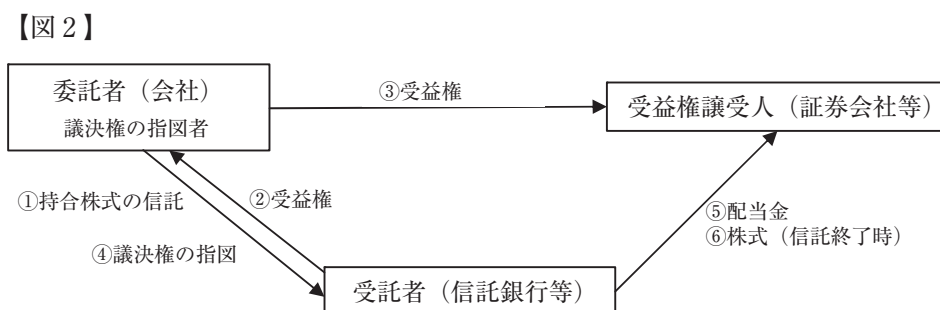 【図2】
委託者（会社）
議決権の指図者
③受益権
受益権譲受人（証券会社等）
①持合株式の信託
②受益権
④議決権の指図
⑤配当金
⑥株式（信託終了時）
受託者（信託銀行等）